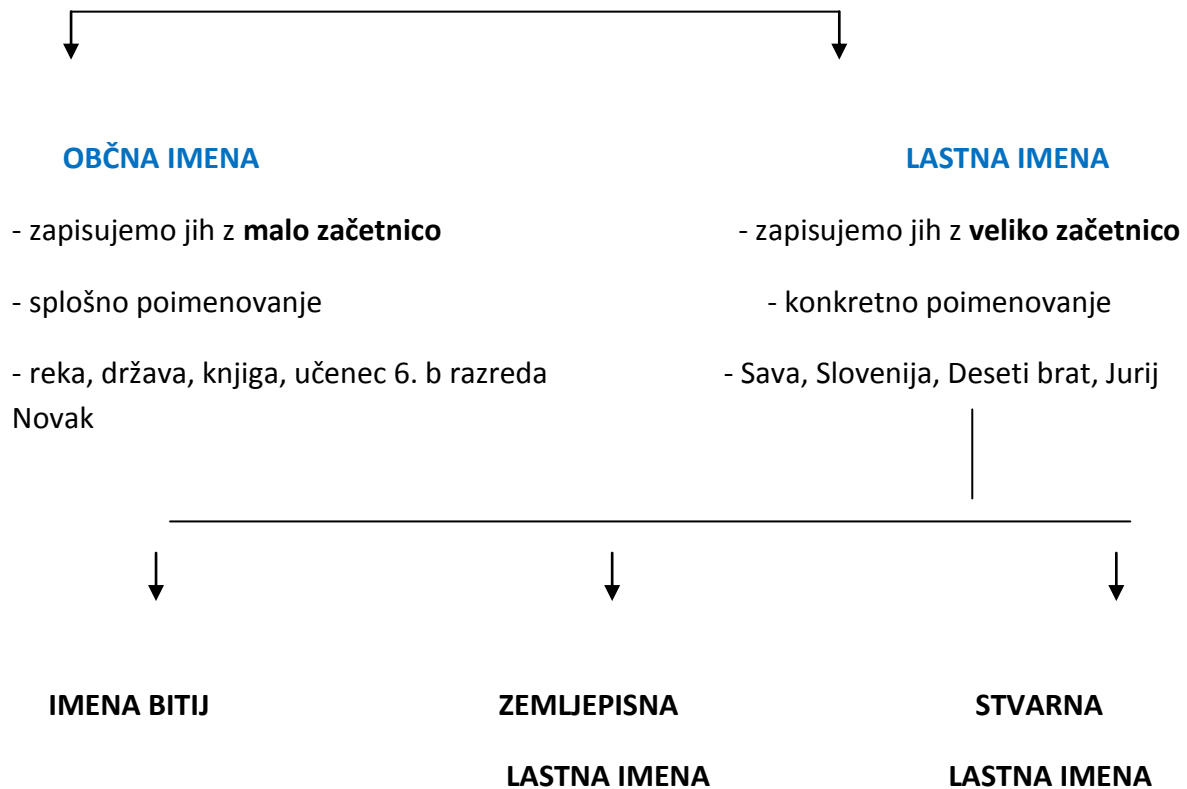 OBČNA IMENA LASTNA IMENA
- zapisujemo jih z malo začetnico - zapisujemo jih z veliko začetnico
- splošno poimenovanje - konkretno poimenovanje
- reka, država, knjiga, učenec 6. b razreda - Sava, Slovenija, Deseti brat, Jurij
Novak
IMENA BITIJ ZEMLJEPISNA STVARNA
LASTNA IMENA LASTNA IMENA